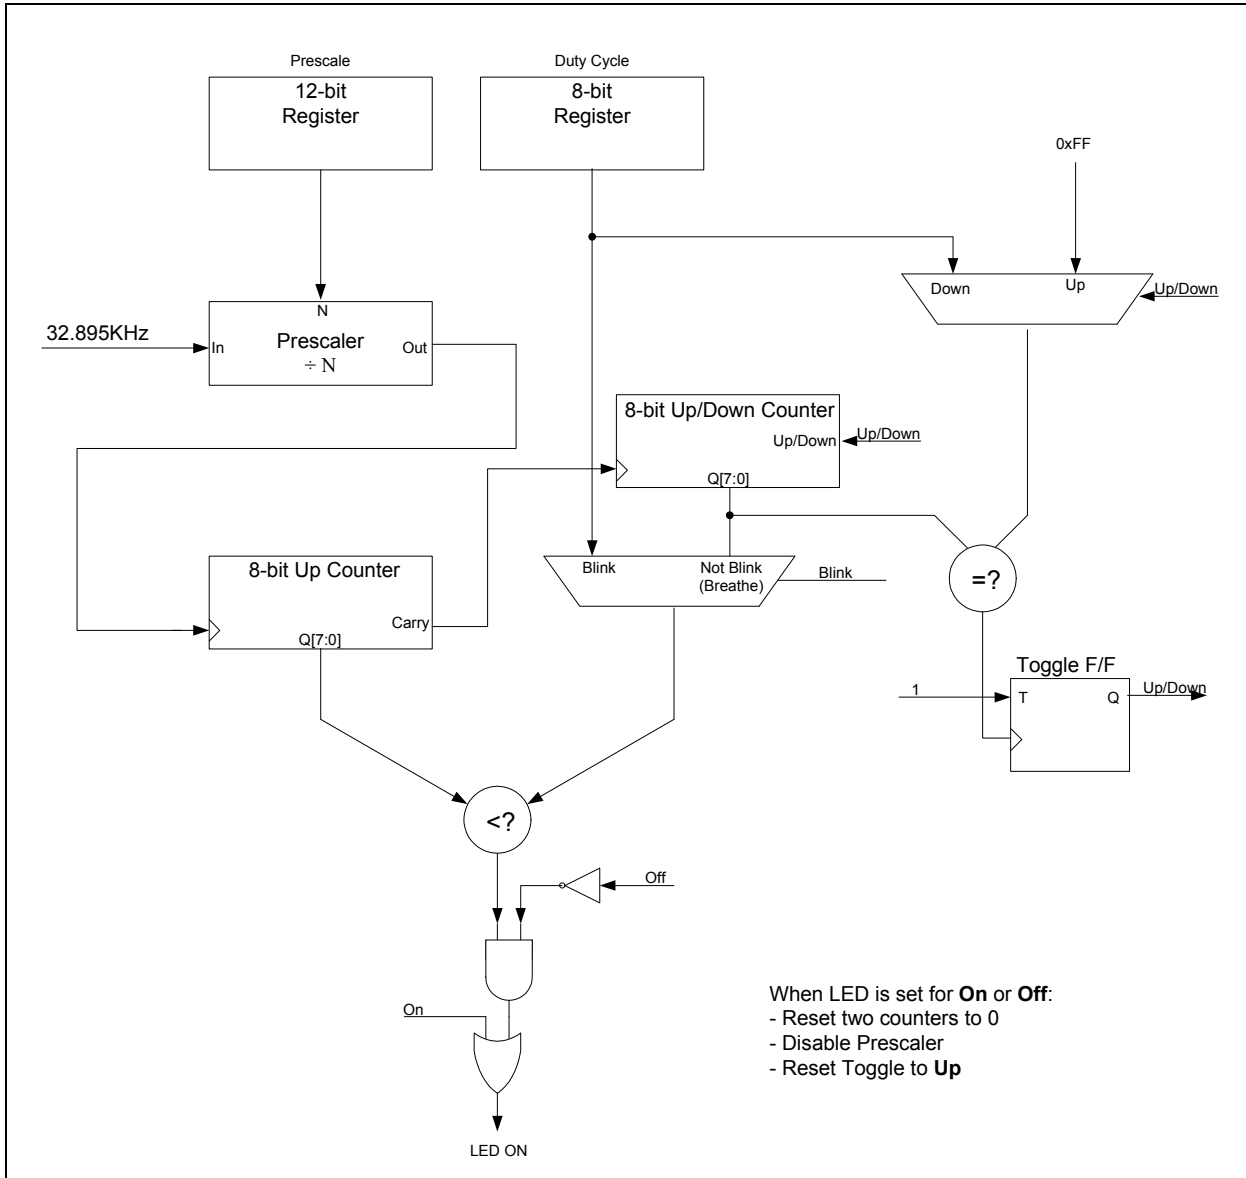 Prescale
12-bit
Register
Duty Cycle
8-bit
Register
0xFF
Down
Up
Up/Down
32.895KHz
In
N
Prescaler
÷ N
Out
8-bit Up/Down Counter
Up/Down
Up/Down
Q[7:0]
8-bit Up Counter
Carry
Q[7:0]
Blink
Not Blink
(Breathe)
Blink
=?
Toggle F/F
1
T
Q
Up/Down
<?
Off
On
LED ON
When LED is set for On or Off:
- Reset two counters to 0
- Disable Prescaler
- Reset Toggle to Up